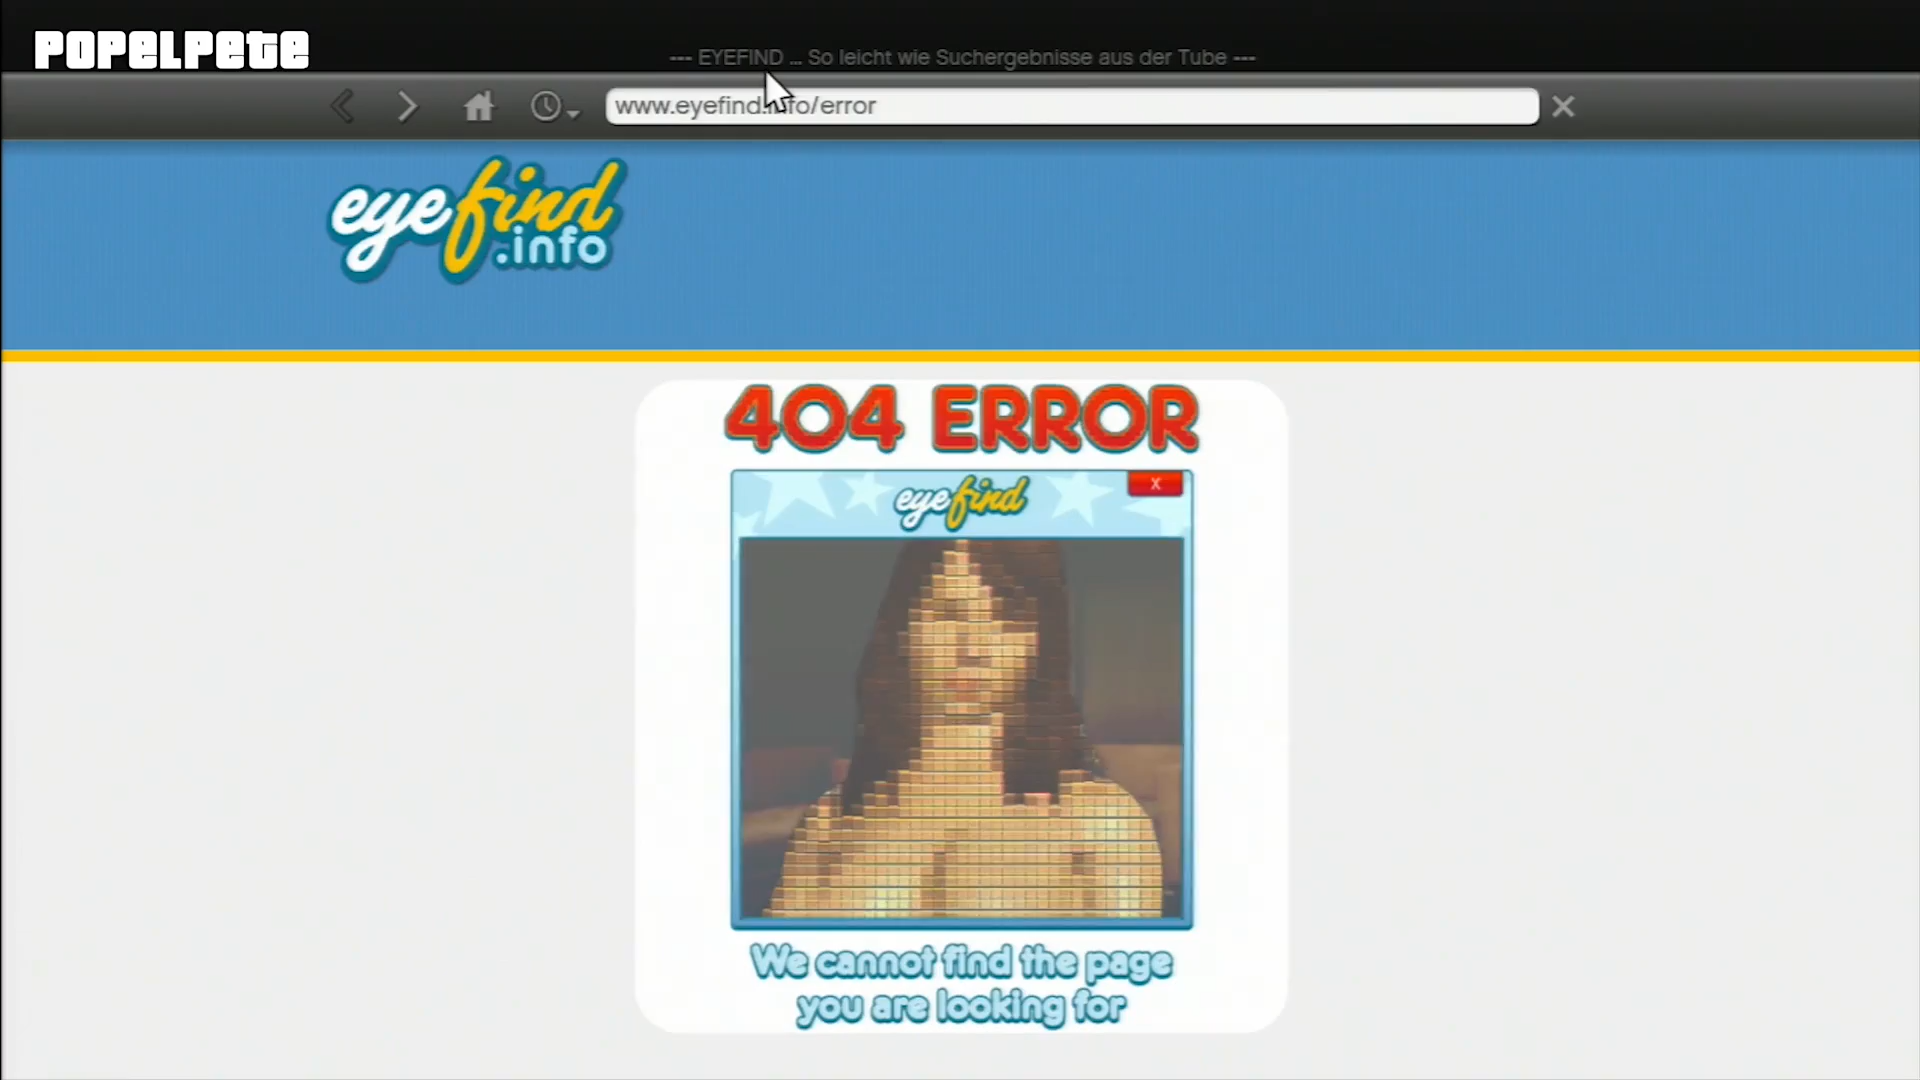 POPELPETE
--- EYEFIND ... So leicht wie Suchergebnisse aus der Tube ---
www.eyefind.info/error
eyefind
.info
404 ERROR
eyefind
x
We cannot find the page
you are looking for